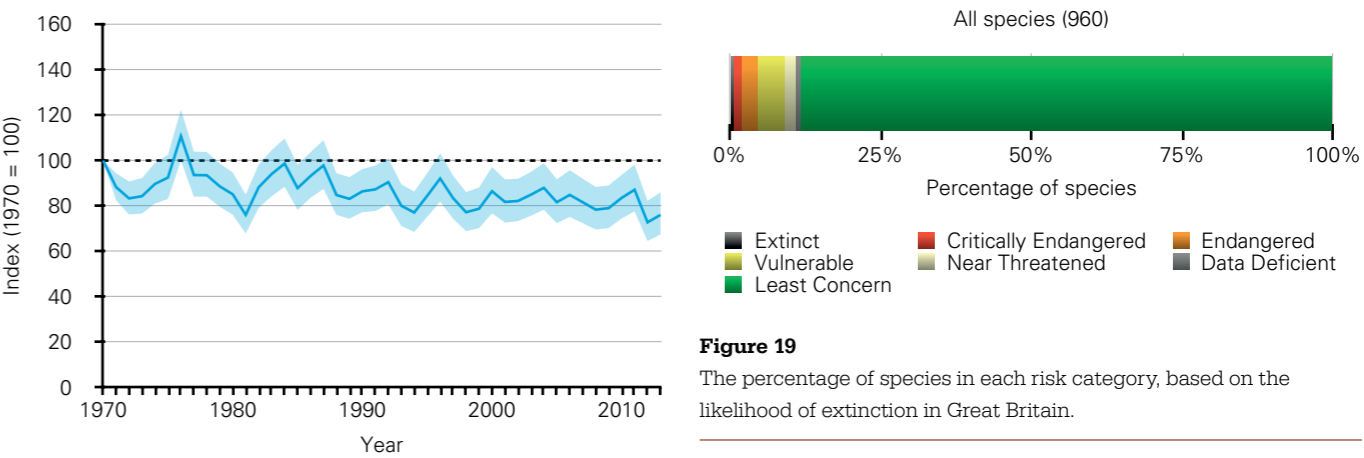 160
140
120
100
80
60
40
20
0
Index (1970 = 100)
1970 1980 1990 2000 2010
Year
All species (960)
0% 25% 50% 75% 100%
Percentage of species
Extinct Critically Endangered Endangered
Vulnerable Near Threatened Data Deficient
Least Concern
Figure 19
The percentage of species in each risk category, based on the
likelihood of extinction in Great Britain.